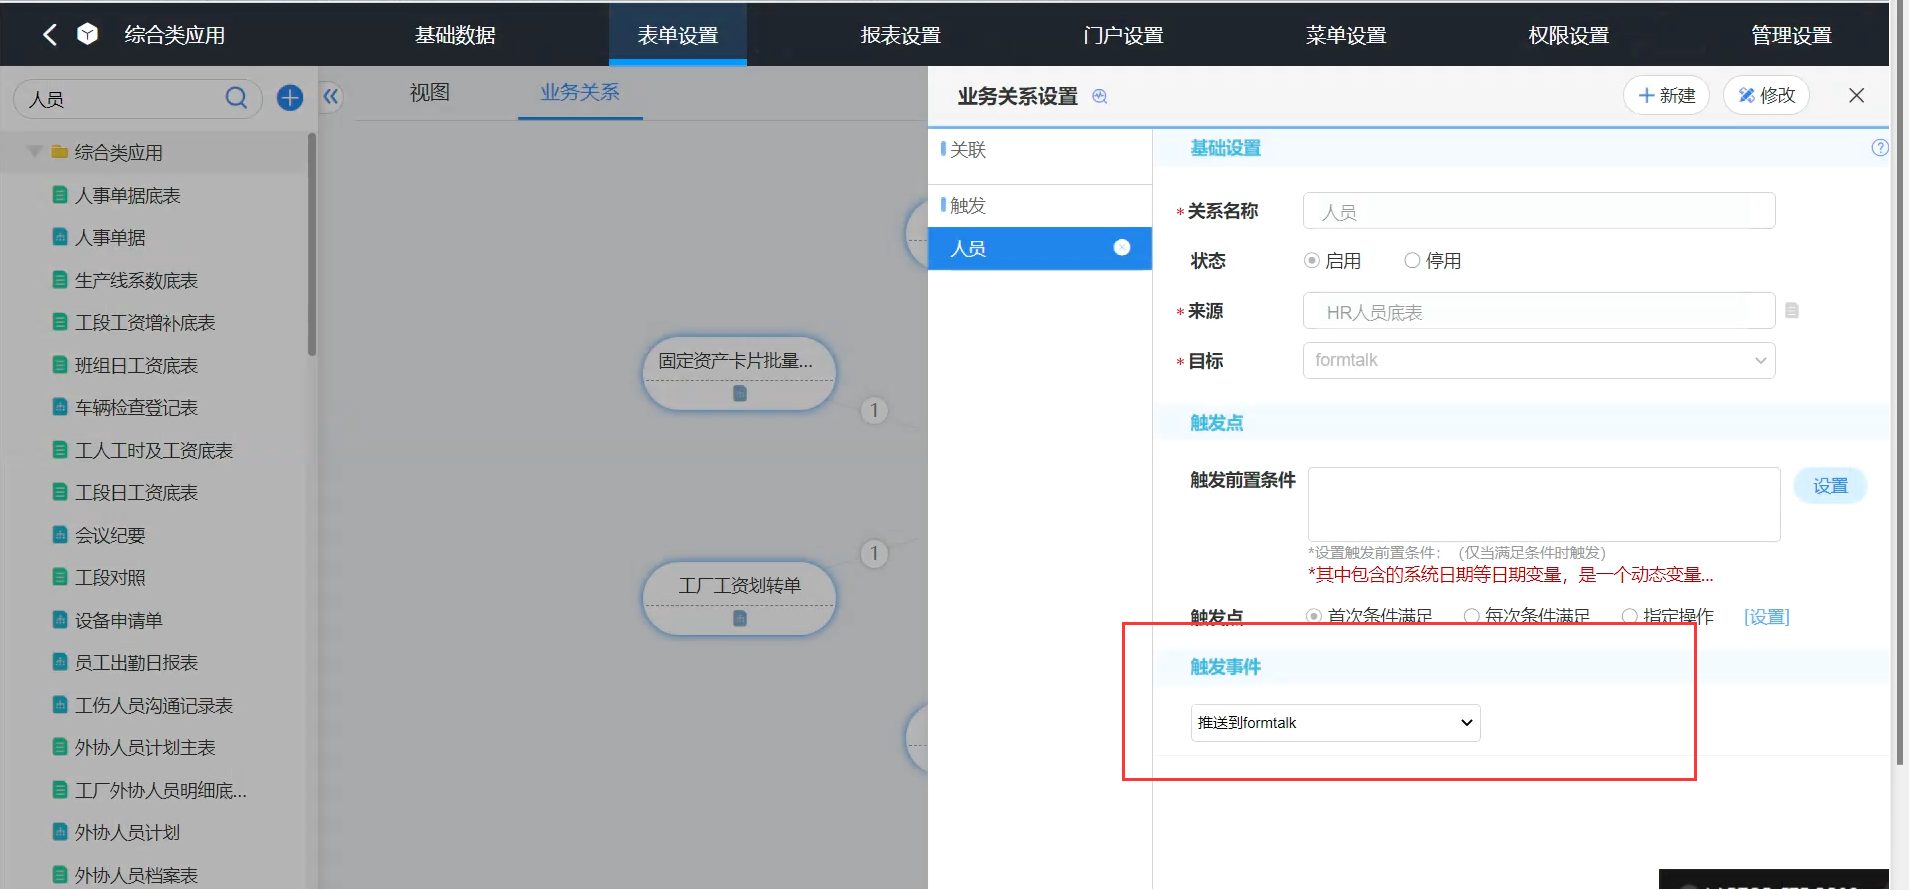 综合类应用
基础数据
表单设置
报表设置
门户设置
菜单设置
权限设置
管理设置
人员
综合类应用
人事单据底表
人事单据
生产线系数底表
工段工资增补底表
班组日工资底表
车辆检查登记表
工人工时及工资底表
工段日工资底表
会议纪要
工段对照
设备申请单
员工出勤日报表
工伤人员沟通记录表
外协人员计划主表
工厂外协人员明细底...
外协人员计划
外协人员档案表
视图
业务关系
固定资产卡片批量...
1
1
工厂工资划转单
业务关系设置
新建
修改
关联
触发
人员
基础设置
*关系名称
人员
状态
启用
停用
*来源
HR人员底表
*目标
formtalk
触发点
触发前置条件
设置
*设置触发前置条件：（仅当满足条件时触发）
*其中包含的系统日期等日期变量，是一个动态变量...
触发点
首次条件满足
每次条件满足
指定操作
[设置]
触发事件
推送到formtalk